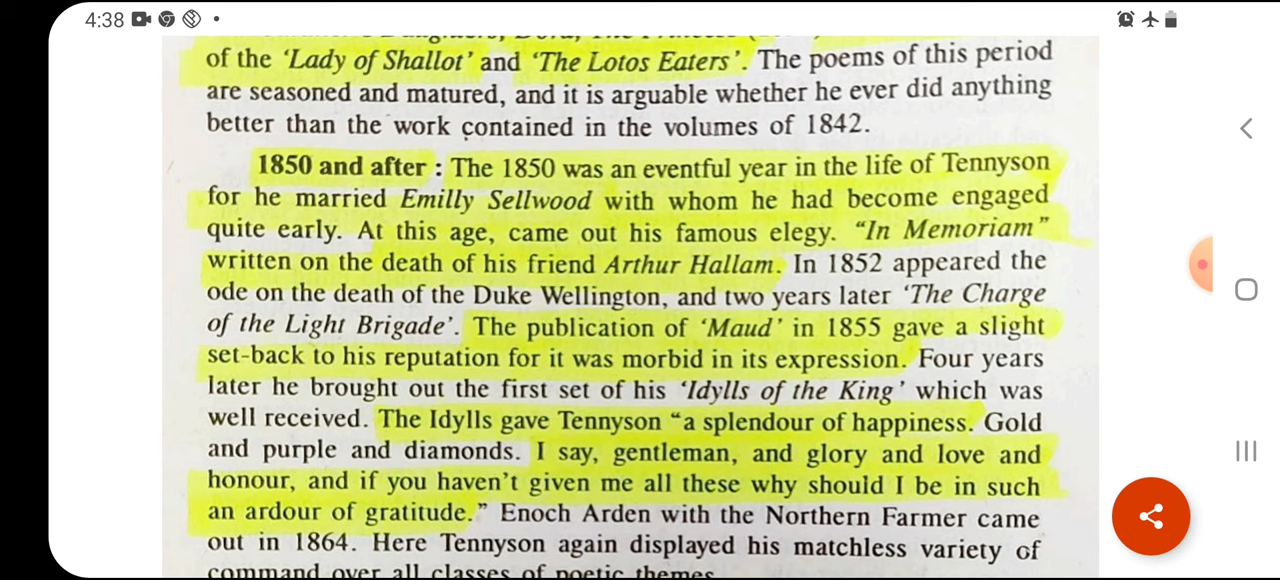 4:38
of the ‘Lady of Shallot’ and ‘The Lotos Eaters’. The poems of this period
are seasoned and matured, and it is arguable whether he ever did anything
better than the work contained in the volumes of 1842.
1850 and after : The 1850 was an eventful year in the life of Tennyson
for he married Emilly Sellwood with whom he had become engaged
quite early. At this age, came out his famous elegy. “In Memoriam”
written on the death of his friend Arthur Hallam. In 1852 appeared the
ode on the death of the Duke Wellington, and two years later ‘The Charge
of the Light Brigade’. The publication of ‘Maud’ in 1855 gave a slight
set-back to his reputation for it was morbid in its expression. Four years
later he brought out the first set of his ‘Idylls of the King’ which was
well received. The Idylls gave Tennyson “a splendour of happiness. Gold
and purple and diamonds. I say, gentleman, and glory and love and
honour, and if you haven’t given me all these why should I be in such
an ardour of gratitude.” Enoch Arden with the Northern Farmer came
out in 1864. Here Tennyson again displayed his matchless variety of
command over all classes of poetic themes